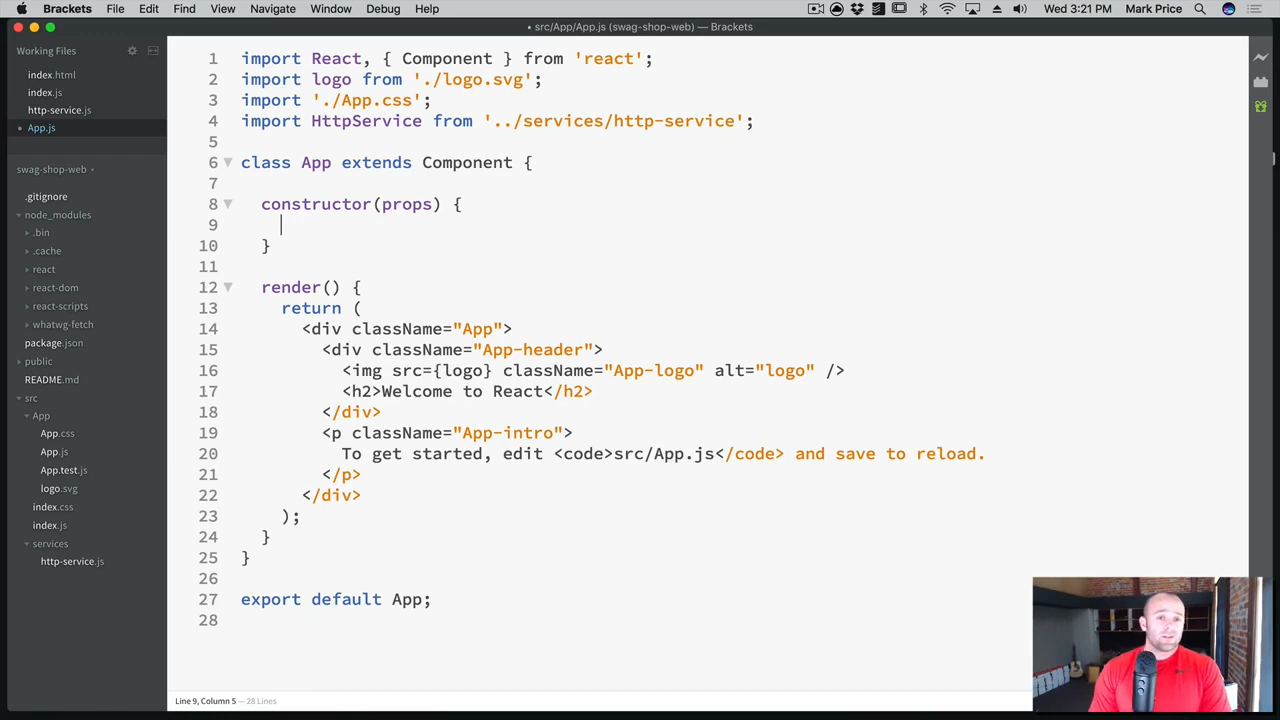 Brackets File Edit Find View Navigate Window Debug Help Wed 3:21 PM Mark Price
• src/App/App.js (swag-shop-web) — Brackets
Working Files
index.html
index.js
http-service.js
• App.js
swag-shop-web
.gitignore
node_modules
.bin
.cache
react
react-dom
react-scripts
whatwg-fetch
package.json
public
README.md
src
App
App.css
App.js
App.test.js
logo.svg
index.css
index.js
services
http-service.js
1 import React, { Component } from 'react';
2 import logo from './logo.svg';
3 import './App.css';
4 import HttpService from '../services/http-service';
5
6 class App extends Component {
7
8 constructor(props) {
9
10 }
11
12 render() {
13 return (
14 <div className="App">
15 <div className="App-header">
16 <img src={logo} className="App-logo" alt="logo" />
17 <h2>Welcome to React</h2>
18 </div>
19 <p className="App-intro">
20 To get started, edit <code>src/App.js</code> and save to reload.
21 </p>
22 </div>
23 );
24 }
25 }
26
27 export default App;
28
Line 9, Column 5 — 28 Lines